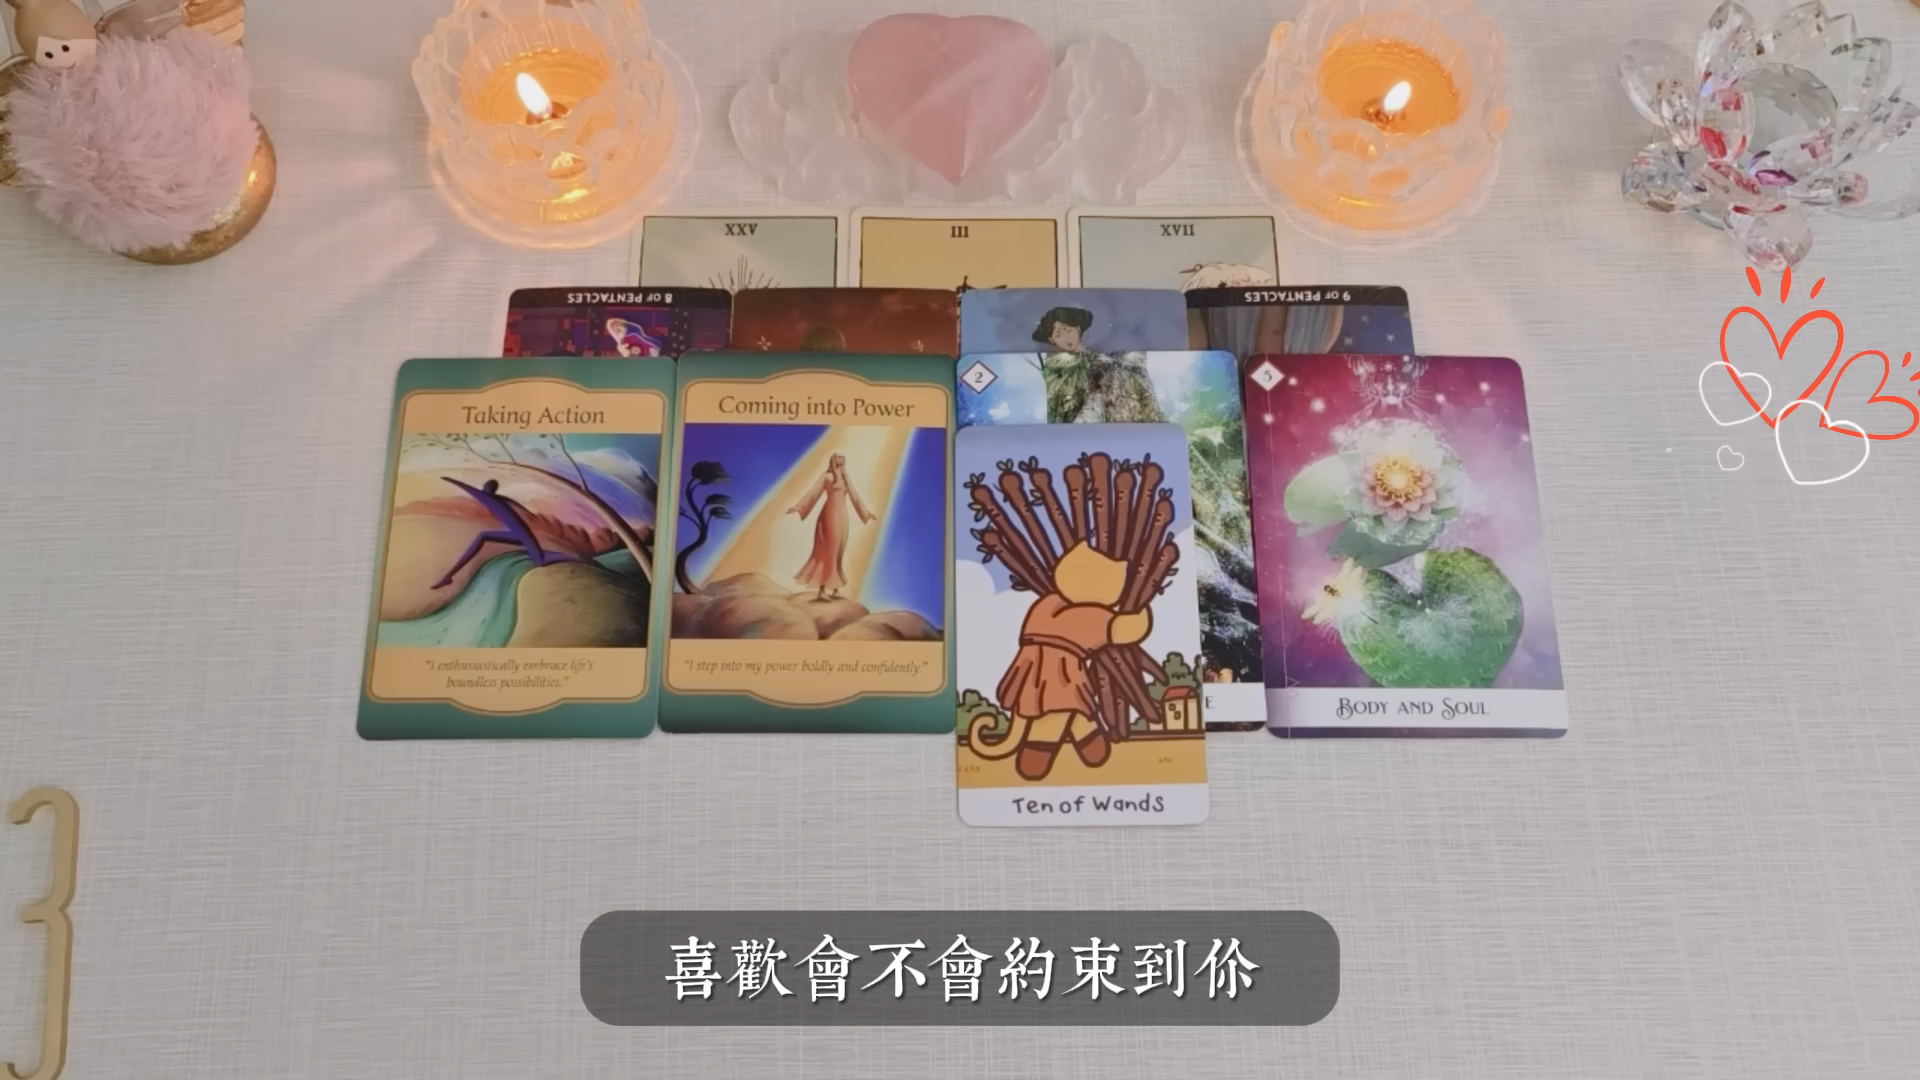 XXV
III
XVII
8 OF PENTACLES
9 OF PENTACLES
Taking Action
"I enthusiastically embrace life's
boundless possibilities."
Coming into Power
"I step into my power boldly and confidently."
2
E
Ten of Wands
5
BODY AND SOUL
3
喜歡會不會約束到你